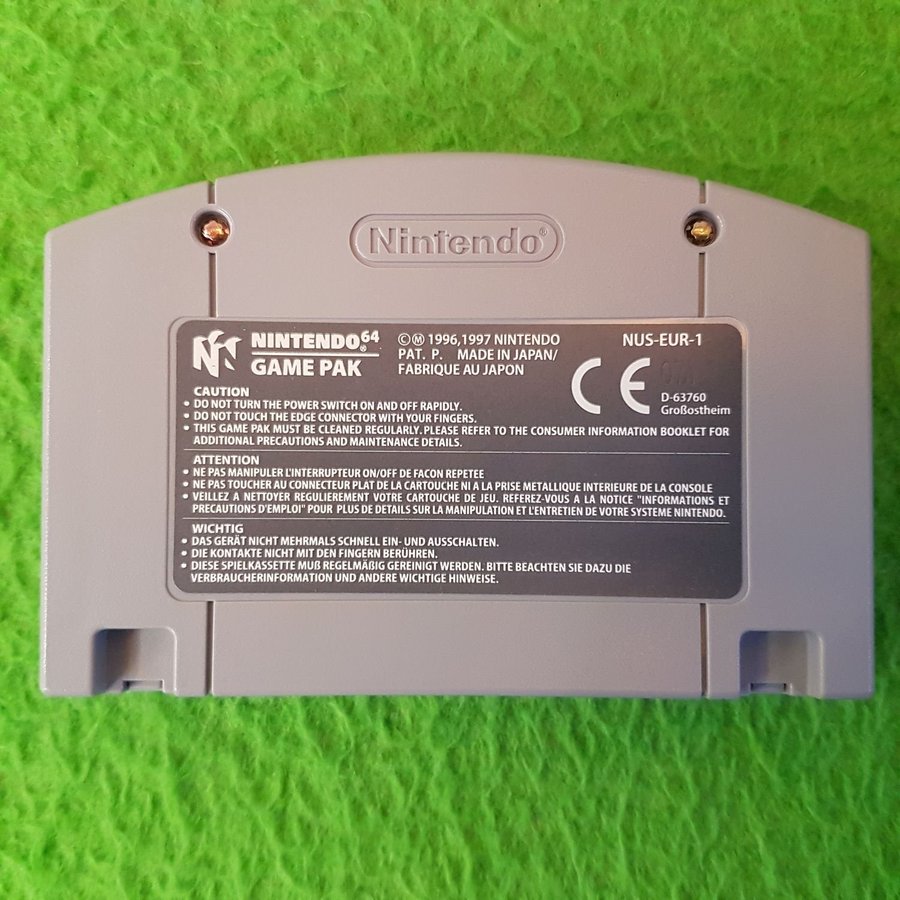 Nintendo®
NINTENDO64® GAME PAK
©Ⓜ 1996,1997 NINTENDO
PAT. P. MADE IN JAPAN/
FABRIQUE AU JAPON
NUS-EUR-1
CE
D-63760
Großostheim
CAUTION
• DO NOT TURN THE POWER SWITCH ON AND OFF RAPIDLY.
• DO NOT TOUCH THE EDGE CONNECTOR WITH YOUR FINGERS.
• THIS GAME PAK MUST BE CLEANED REGULARLY. PLEASE REFER TO THE CONSUMER INFORMATION BOOKLET FOR
ADDITIONAL PRECAUTIONS AND MAINTENANCE DETAILS.
ATTENTION
• NE PAS MANIPULER L'INTERRUPTEUR ON/OFF DE FACON REPETEE
• NE PAS TOUCHER AU CONNECTEUR PLAT DE LA CARTOUCHE NI A LA PRISE METALLIQUE INTERIEURE DE LA CONSOLE
• VEILLEZ A NETTOYER REGULIEREMENT VOTRE CARTOUCHE DE JEU. REFEREZ-VOUS A LA NOTICE "INFORMATIONS ET
PRECAUTIONS D'EMPLOI" POUR PLUS DE DETAILS SUR LA MANIPULATION ET L'ENTRETIEN DE VOTRE SYSTEME NINTENDO.
WICHTIG
• DAS GERÄT NICHT MEHRMALS SCHNELL EIN- UND AUSSCHALTEN.
• DIE KONTAKTE NICHT MIT DEN FINGERN BERÜHREN.
• DIESE SPIELKASSETTE MUß REGELMÄßIG GEREINIGT WERDEN. BITTE BEACHTEN SIE DAZU DIE
VERBRAUCHERINFORMATION UND ANDERE WICHTIGE HINWEISE.